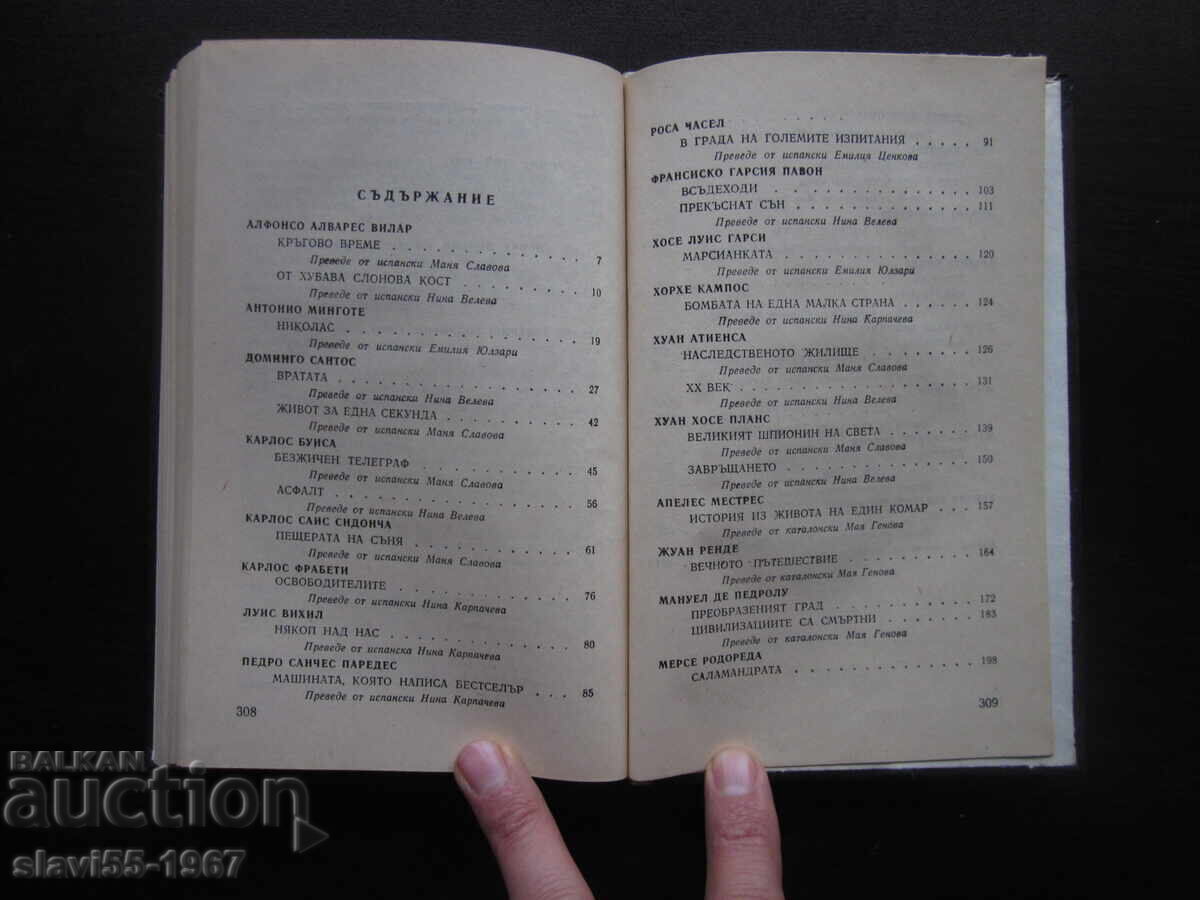 СЪДЪРЖАНИЕ
АЛФОНСО АЛВАРЕС ВИЛАР
КРЪГОВО ВРЕМЕ . . . . . . . . . . . . 7
Преведе от испански Маня Славова
ОТ ХУБАВА СЛОНОВА КОСТ . . . . . . . . 10
Преведе от испански Нина Велева
АНТОНИО МИНГОТЕ
НИКОЛАС . . . . . . . . . . . . . . 19
Преведе от испански Емилия Юлзари
ДОМИНГО САНТОС
ВРАТАТА . . . . . . . . . . . . . . 27
Преведе от испански Нина Велева
ЖИВОТ ЗА ЕДНА СЕКУНДА . . . . . . . . 42
Преведе от испански Маня Славова
КАРЛОС БУИСА
БЕЗЖИЧЕН ТЕЛЕГРАФ . . . . . . . . . . 45
Преведе от испански Маня Славова
АСФАЛТ . . . . . . . . . . . . . . 56
Преведе от испански Нина Велева
КАРЛОС САИС СИДОНЧА
ПЕЩЕРАТА НА СЪНЯ . . . . . . . . . . 61
Преведе от испански Маня Славова
КАРЛОС ФРАБЕТИ
ОСВОБОДИТЕЛИТЕ . . . . . . . . . . . 76
Преведе от испански Нина Карпачева
ЛУИС ВИХИЛ
НЯКОП НАД НАС . . . . . . . . . . . 80
Преведе от испанска Нина Карпачева
ПЕДРО САНЧЕС ПАРЕДЕС
МАШИНАТА, КОЯТО НАПИСА БЕСТСЕЛЪР . . . 85
Преведе от испански Нина Карпачева
308
РОСА ЧАСЕЛ
В ГРАДА НА ГОЛЕМИТЕ ИЗПИТАНИЯ . . . . . 91
Преведе от испански Емилия Ценкова
ФРАНСИСКО ГАРСИЯ ПАВОН
ВСЪДЕХОДИ . . . . . . . . . . . . . 103
ПРЕКЪСНАТ СЪН . . . . . . . . . . . 111
Преведе от испански Нина Велева
ХОСЕ ЛУИС ГАРСИ
МАРСИАНКАТА . . . . . . . . . . . . 120
Преведе от испански Емилия Юлзари
ХОРХЕ КАМПОС
БОМБАТА НА ЕДНА МАЛКА СТРАНА . . . . . 124
Преведе от испански Нина Карпачева
ХУАН АТИЕНСА
НАСЛЕДСТВЕНОТО ЖИЛИЩЕ . . . . . . . 126
Преведе от испански Маня Славова
XX ВЕК . . . . . . . . . . . . . . 131
Преведе от испански Нина Велева
ХУАН ХОСЕ ПЛАНС
ВЕЛИКИЯТ ШПИОНИН НА СВЕТА . . . . . . 139
Преведе от испански Маня Славова
ЗАВРЪЩАНЕТО . . . . . . . . . . . . 150
Преведе от испански Нина Велева
АПЕЛЕС МЕСТРЕС
ИСТОРИЯ ИЗ ЖИВОТА НА ЕДИН КОМАР . . . 157
Преведе от каталонски Мая Генова
ЖУАН РЕНДЕ
ВЕЧНОТО ПЪТЕШЕСТВИЕ . . . . . . . . 164
Преведе от каталонски Мая Генова
МАНУЕЛ ДЕ ПЕДРОЛУ
ПРЕОБРАЗЕНИЯТ ГРАД . . . . . . . . . 172
ЦИВИЛИЗАЦИИТЕ СА СМЪРТНИ . . . . . . 183
Преведе от каталонски Мая Генова
МЕРСЕ РОДОРЕДА
САЛАМАНДРАТА . . . . . . . . . . . 198
309
BALKAN
auction
slavi55-1967